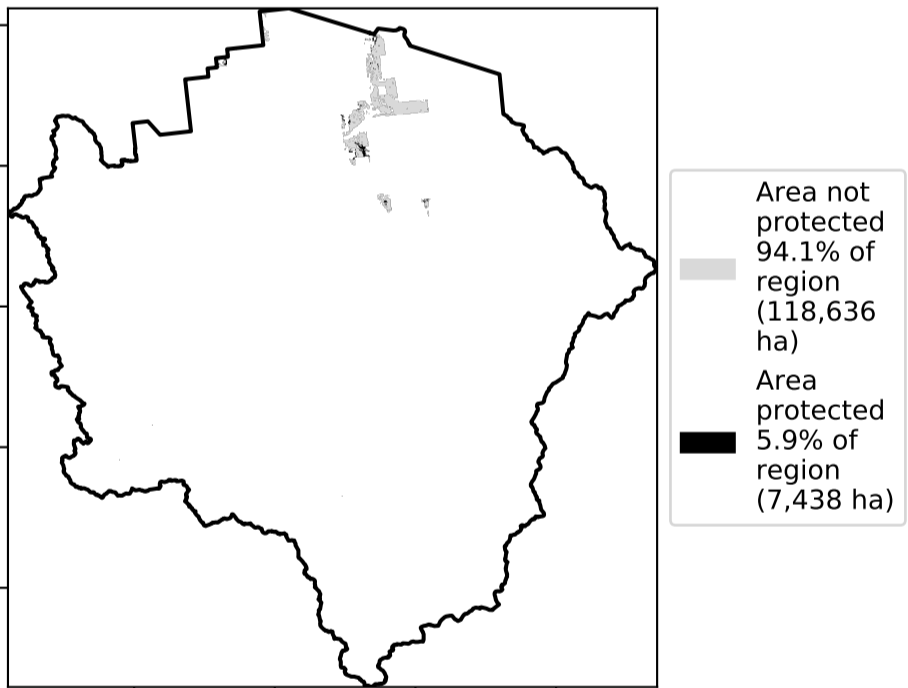 Area not
protected
94.1% of
region
(118,636
ha)
Area
protected
5.9% of
region
(7,438 ha)